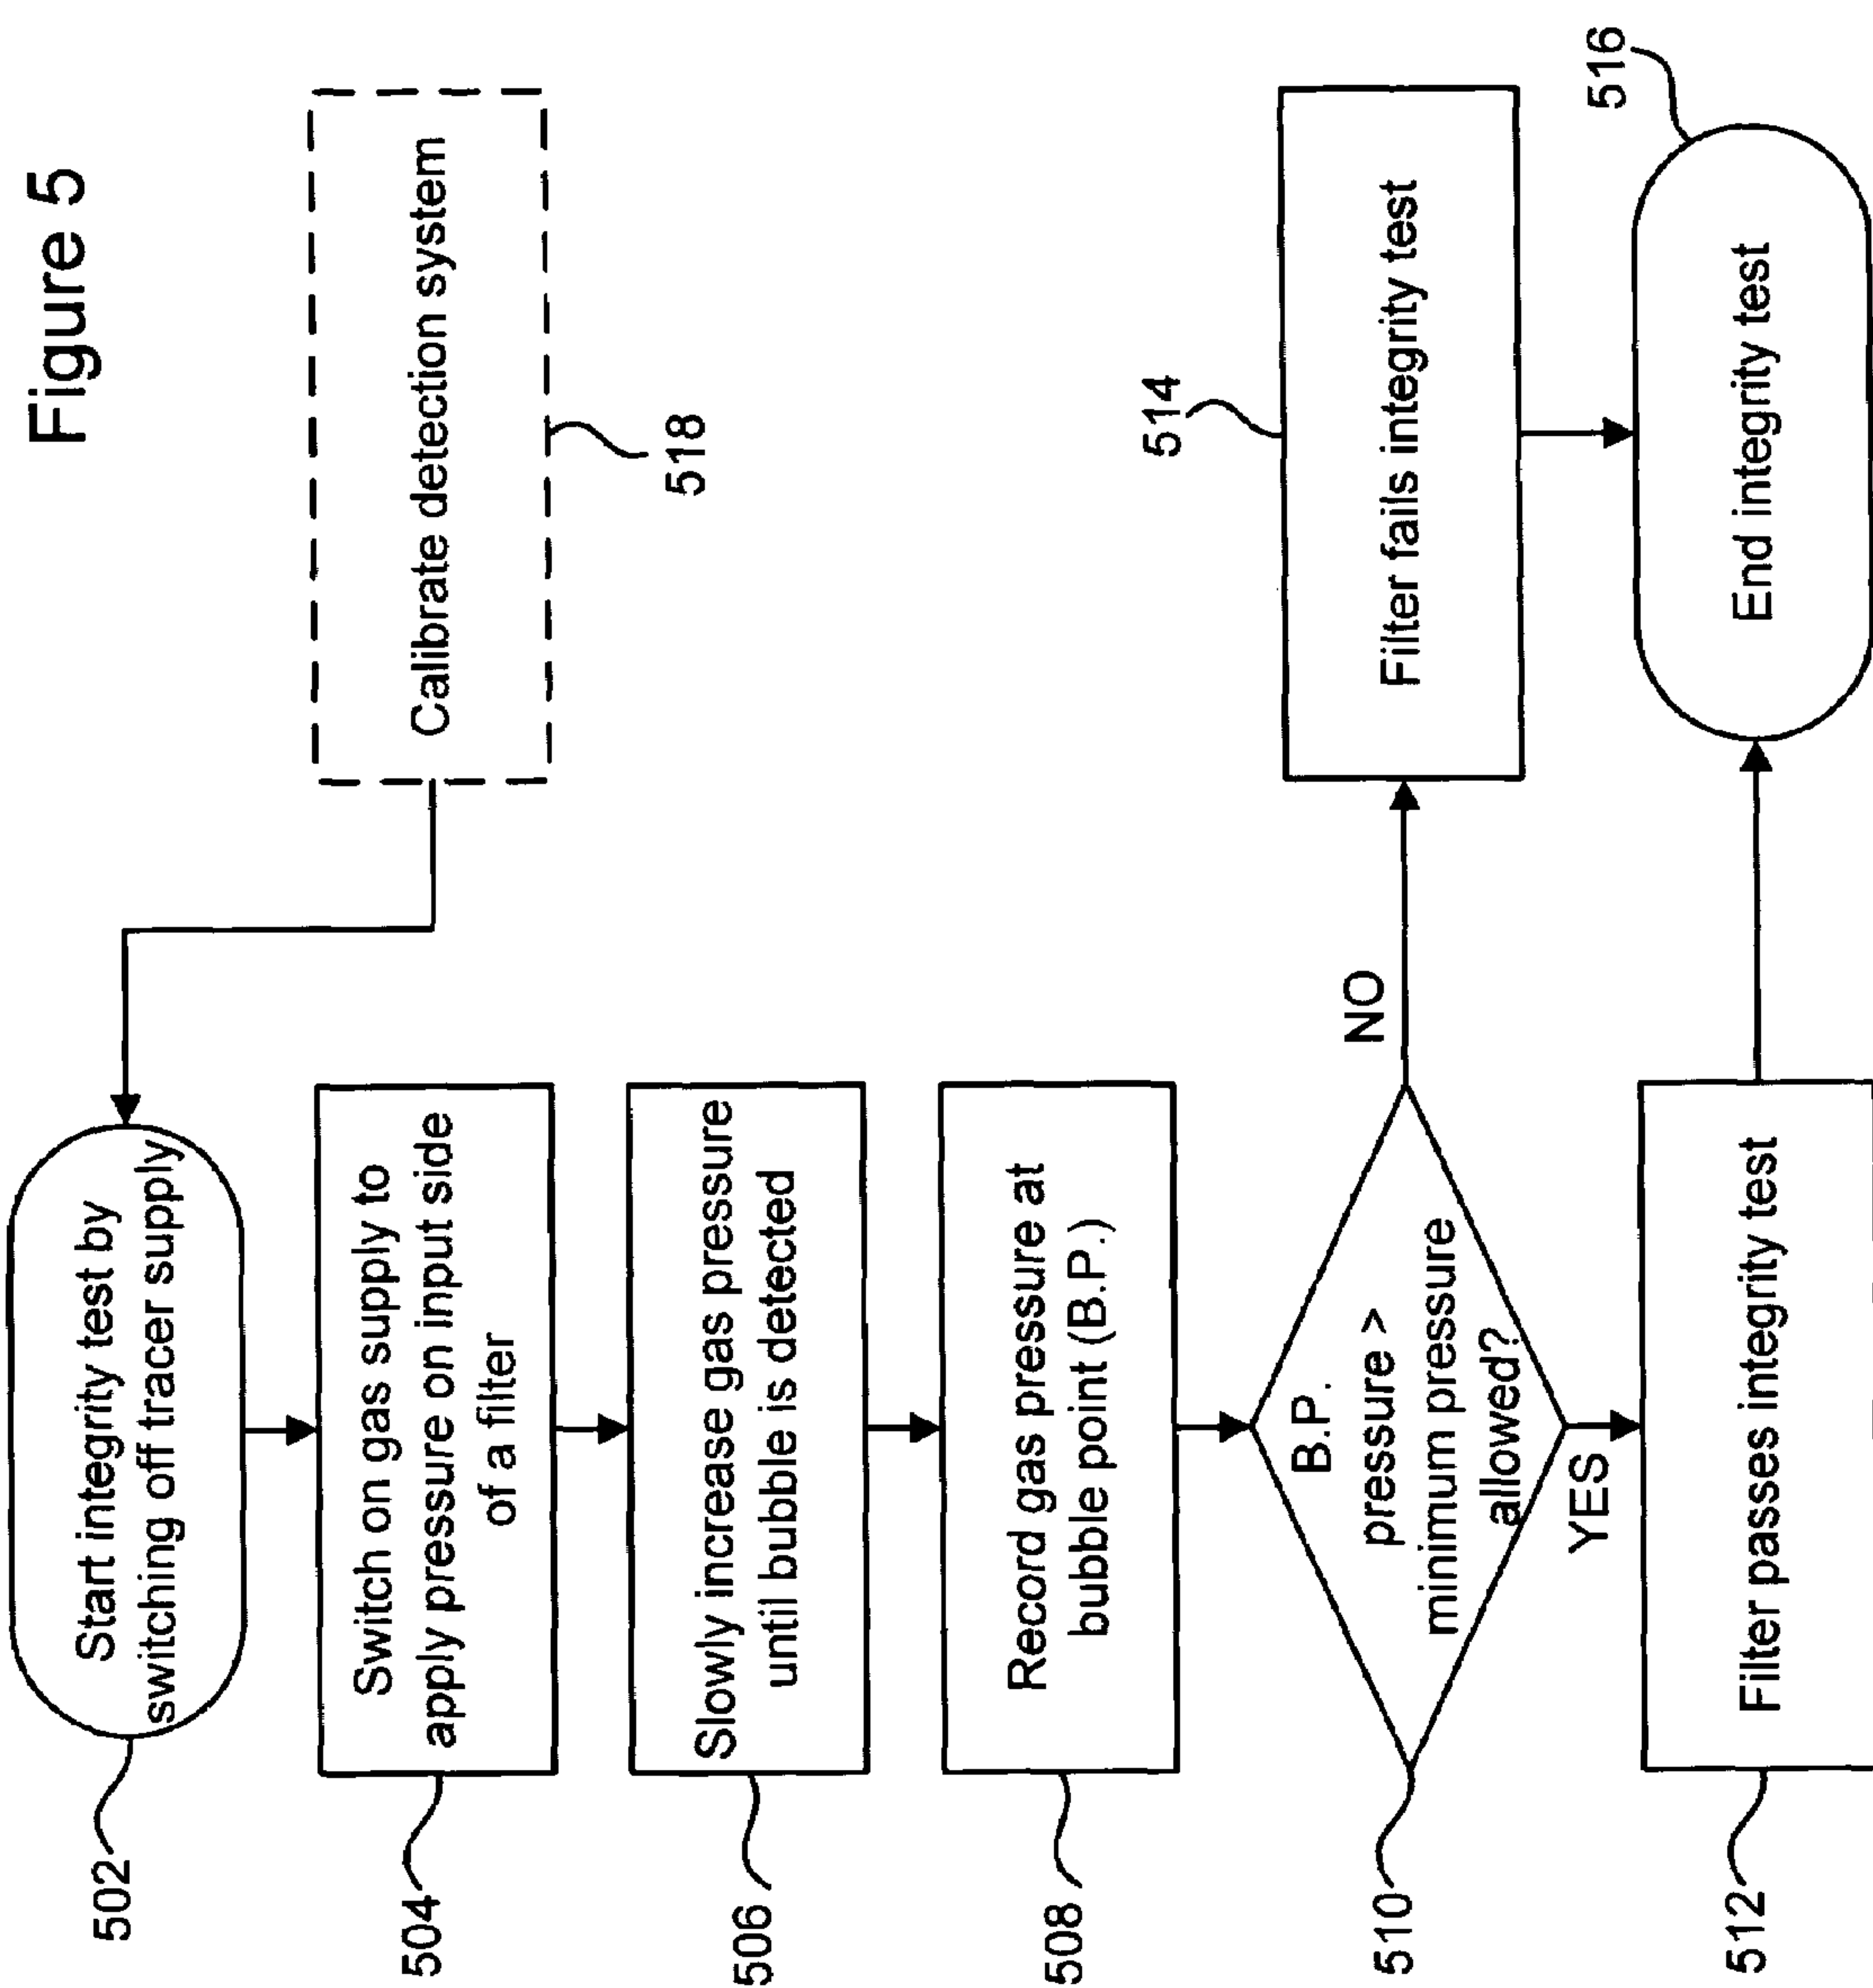 Figure 5
502
Start integrity test by
switching off tracer supply
Calibrate detection system
518
504
Switch on gas supply to
apply pressure on input side
of a filter
506
Slowly increase gas pressure
until bubble is detected
508
Record gas pressure at
bubble point (B.P.)
510
B.P.
pressure >
minimum pressure
allowed?
NO
YES
514
Filter fails integrity test
512
Filter passes integrity test
516
End integrity test